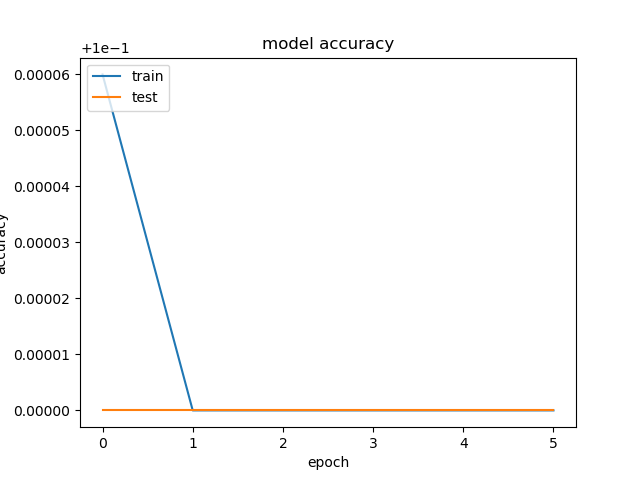 model accuracy
+1e−1
train
test
0.00006
0.00005
0.00004
0.00003
0.00002
0.00001
0.00000
accuracy
0 1 2 3 4 5
epoch